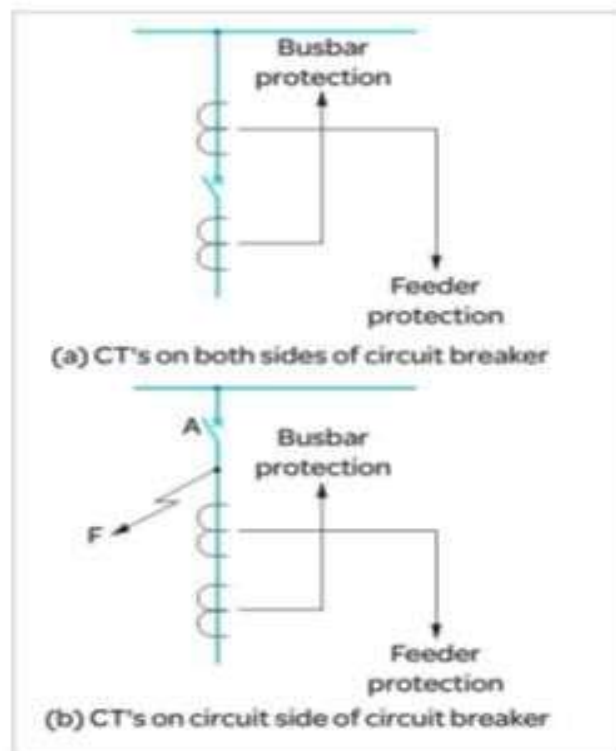 Busbar
protection
Feeder
protection
(a) CT's on both sides of circuit breaker
A
Busbar
protection
F
Feeder
protection
(b) CT's on circuit side of circuit breaker